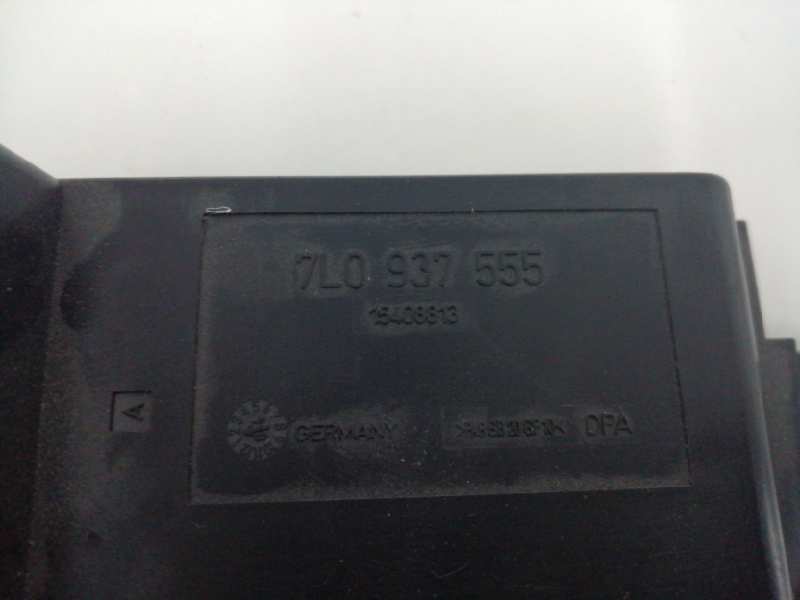 7L0 937 555
15408813
A
GERMANY
DPA